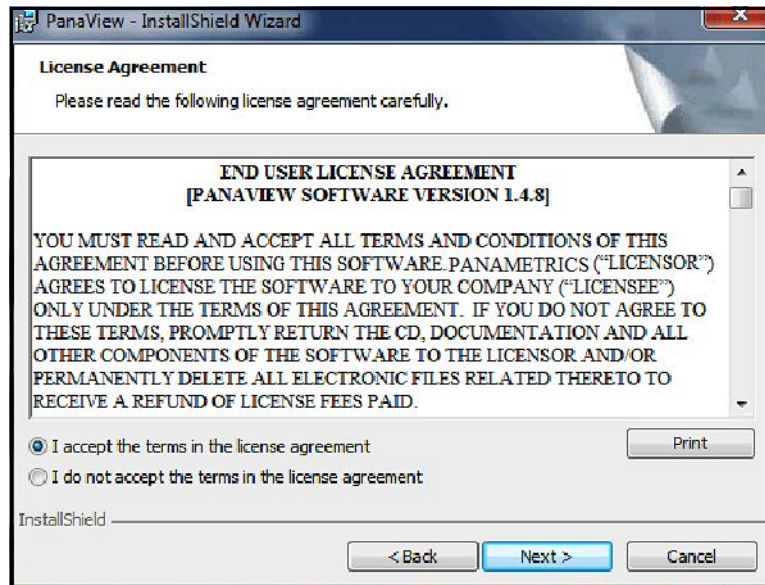 PanaView - InstallShield Wizard
License Agreement
Please read the following license agreement carefully.
END USER LICENSE AGREEMENT
[PANAVIEW SOFTWARE VERSION 1.4.8]
YOU MUST READ AND ACCEPT ALL TERMS AND CONDITIONS OF THIS
AGREEMENT BEFORE USING THIS SOFTWARE. PANAMETRICS (“LICENSOR”)
AGREES TO LICENSE THE SOFTWARE TO YOUR COMPANY (“LICENSEE”)
ONLY UNDER THE TERMS OF THIS AGREEMENT.  IF YOU DO NOT AGREE TO
THESE TERMS, PROMPTLY RETURN THE CD, DOCUMENTATION AND ALL
OTHER COMPONENTS OF THE SOFTWARE TO THE LICENSOR AND/OR
PERMANENTLY DELETE ALL ELECTRONIC FILES RELATED THERETO TO
RECEIVE A REFUND OF LICENSE FEES PAID.
I accept the terms in the license agreement
Print
I do not accept the terms in the license agreement
InstallShield
< Back
Next >
Cancel